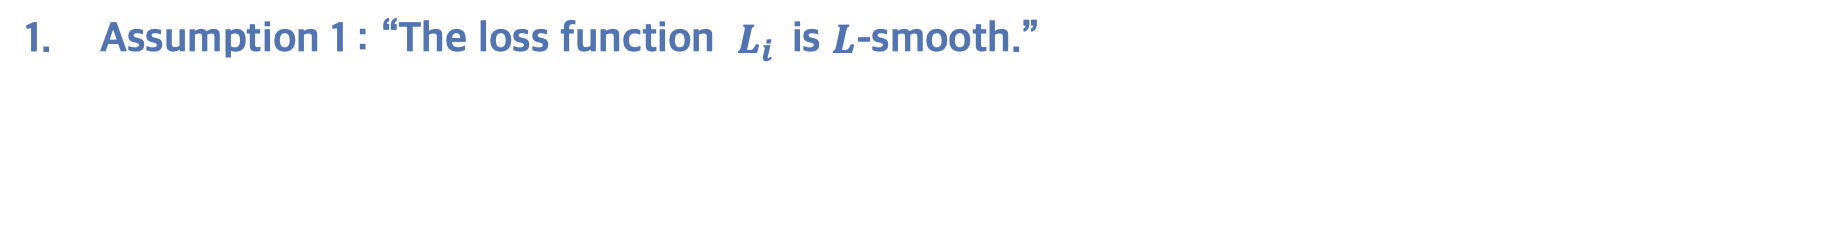 1. Assumption 1 : “The loss function L_i is L-smooth.”